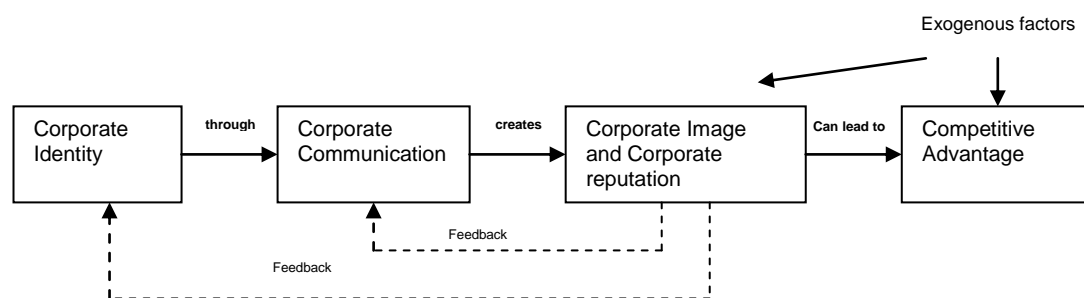 Exogenous factors
Corporate
Identity
through
Corporate
Communication
creates
Corporate Image
and Corporate
reputation
Can lead to
Competitive
Advantage
Feedback
Feedback